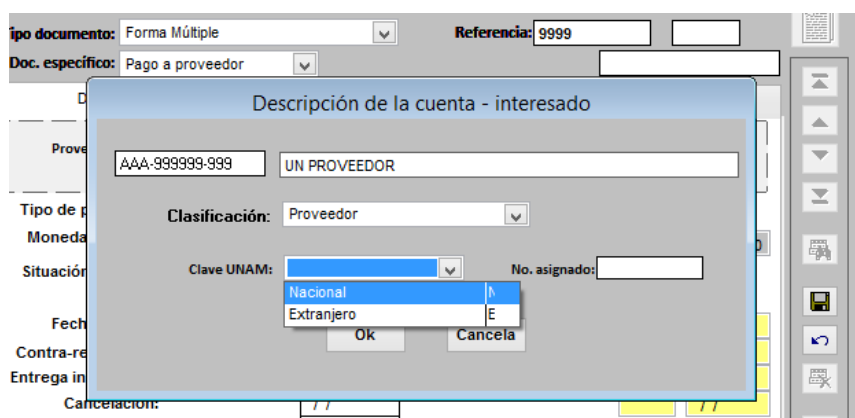 ipo documento: Forma Múltiple Referencia: 9999
Doc. específico: Pago a proveedor
Descripción de la cuenta - interesado
AAA-999999-999 UN PROVEEDOR
Clasificación: Proveedor
Tipo de p
Moneda
Clave UNAM: No. asignado:
Nacional N
Extranjero E
Ok Cancela
Contra-re
Entrega in
Cancelación: / / / /